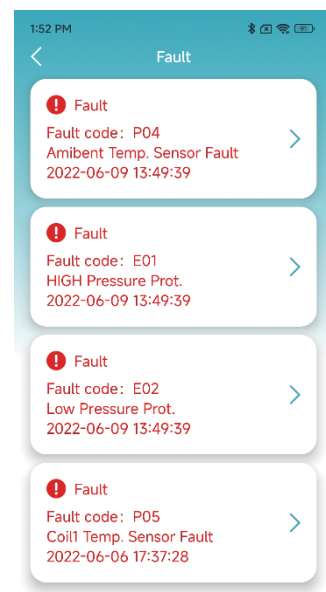 1:52 PM
Fault
Fault
Fault code: P04
Amibent Temp. Sensor Fault
2022-06-09 13:49:39
Fault
Fault code: E01
HIGH Pressure Prot.
2022-06-09 13:49:39
Fault
Fault code: E02
Low Pressure Prot.
2022-06-09 13:49:39
Fault
Fault code: P05
Coil1 Temp. Sensor Fault
2022-06-06 17:37:28